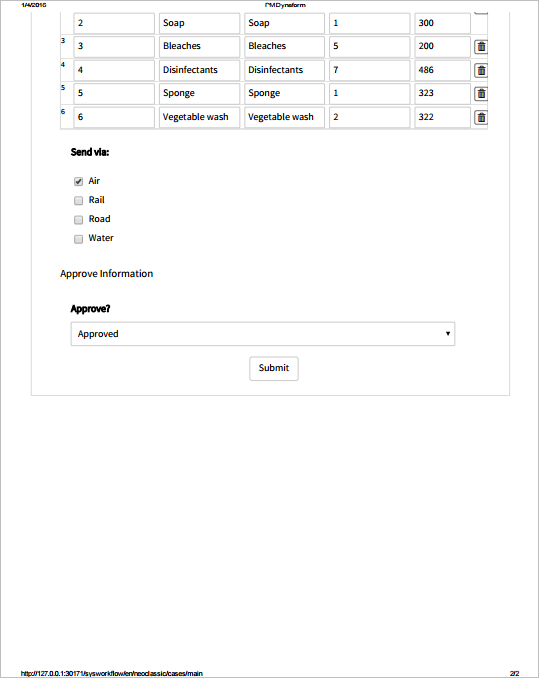 1/4/2016 PM Dynaform
2 Soap Soap 1 300
3 3 Bleaches Bleaches 5 200
4 4 Disinfectants Disinfectants 7 486
5 5 Sponge Sponge 1 323
6 6 Vegetable wash Vegetable wash 2 322
Send via:
Air
Rail
Road
Water
Approve Information
Approve?
Approved
Submit
http://127.0.0.1:30171/sysworkflow/en/neoclassic/cases/main 2/2